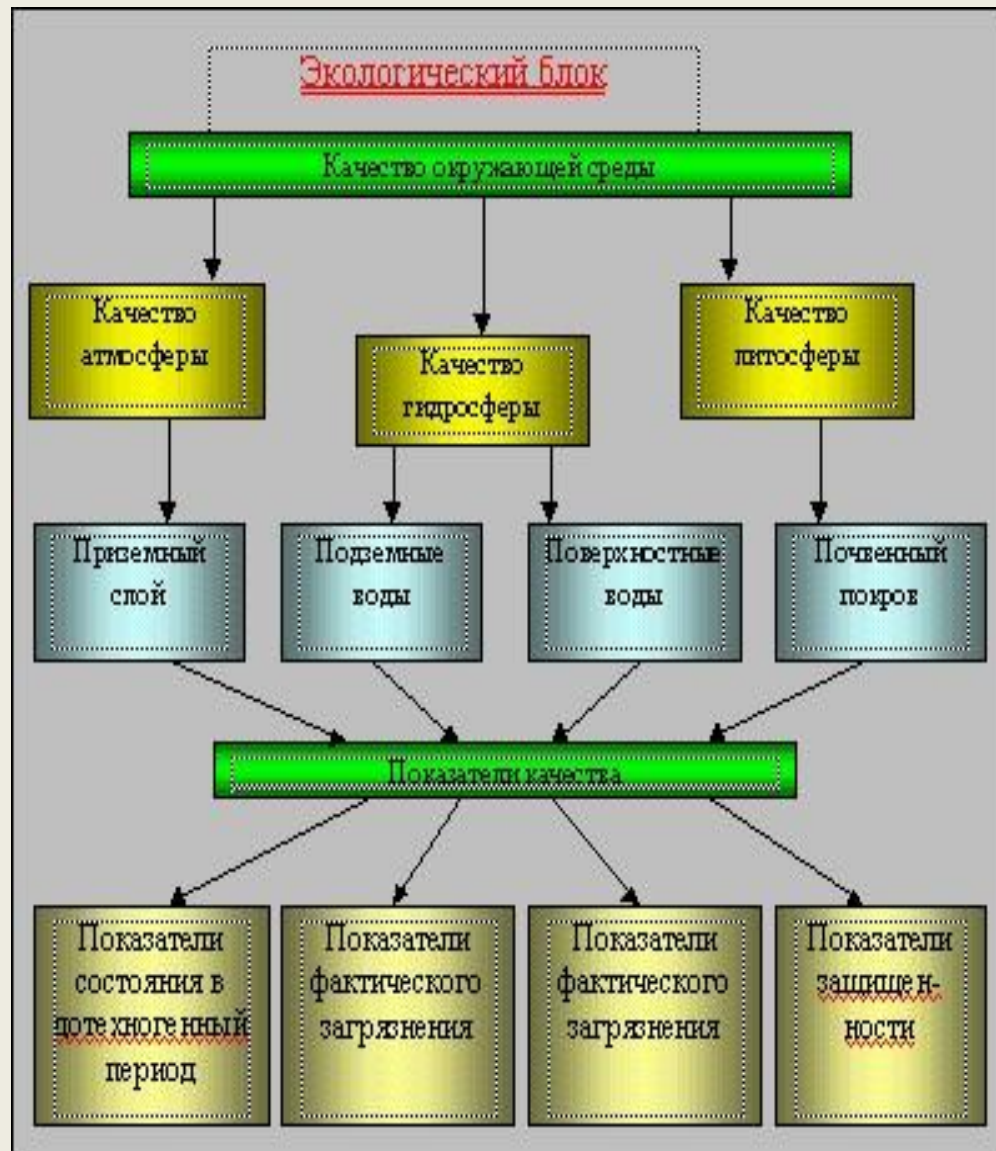 Экологический блок
Качество окружающей среды
Качество
атмосферы
Качество
гидросферы
Качество
литосферы
Приземный
слой
Подземные
воды
Поверхностные
воды
Почвенный
покров
Показатели качества
Показатели
состояния в
дотехногенный
период
Показатели
фактического
загрязнения
Показатели
фактического
загрязнения
Показатели
защищен-
ности